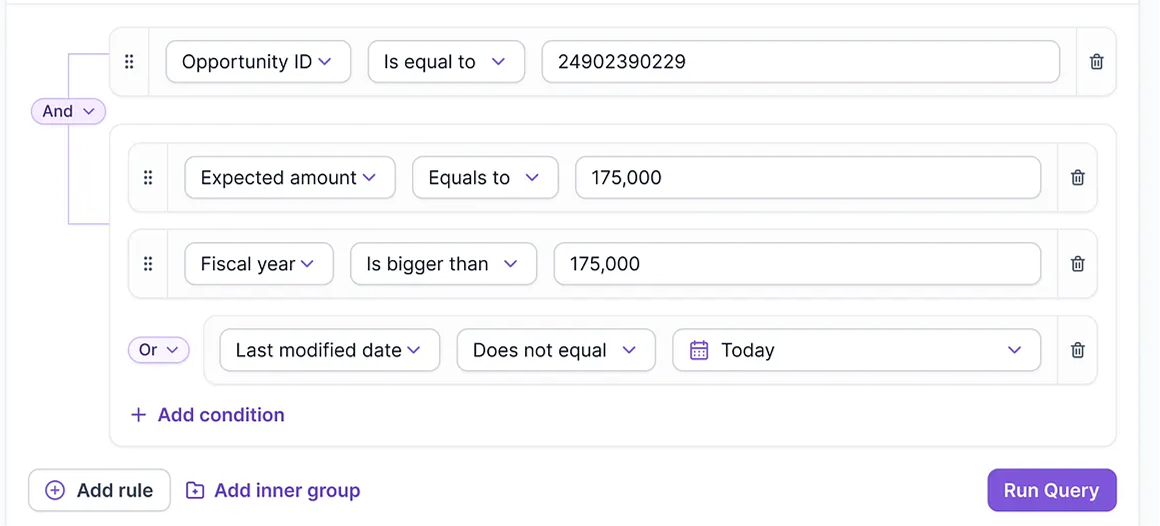 Opportunity ID Is equal to 24902390229
And
Expected amount Equals to 175,000
Fiscal year Is bigger than 175,000
Or Last modified date Does not equal Today
+ Add condition
Add rule Add inner group Run Query